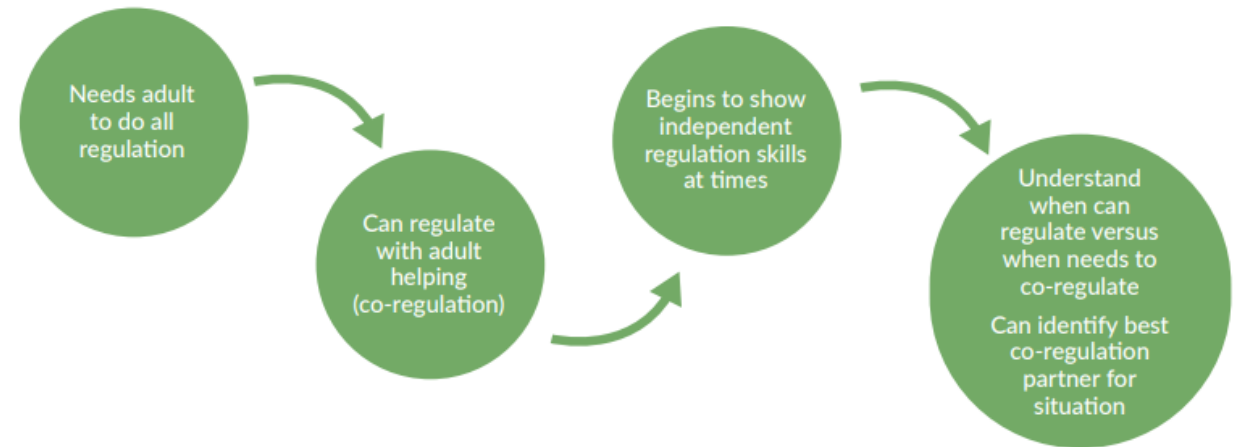 Needs adult
to do all
regulation
Can regulate
with adult
helping
(co-regulation)
Begins to show
independent
regulation skills
at times
Understand
when can
regulate versus
when needs to
co-regulate
Can identify best
co-regulation
partner for
situation